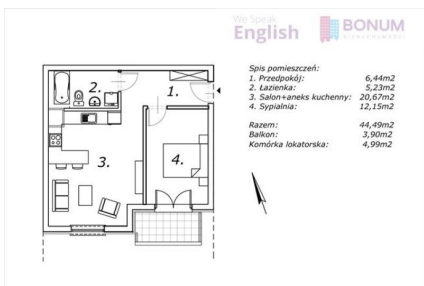 We Speak
English
BONUM
NIERUCHOMOŚCI
Spis pomieszczeń:
1. Przedpokój: 6,44m2
2. Łazienka: 5,23m2
3. Salon+aneks kuchenny: 20,67m2
4. Sypialnia: 12,15m2
Razem: 44,49m2
Balkon: 3,90m2
Komórka lokatorska: 4,99m2
2.
1.
3.
4.